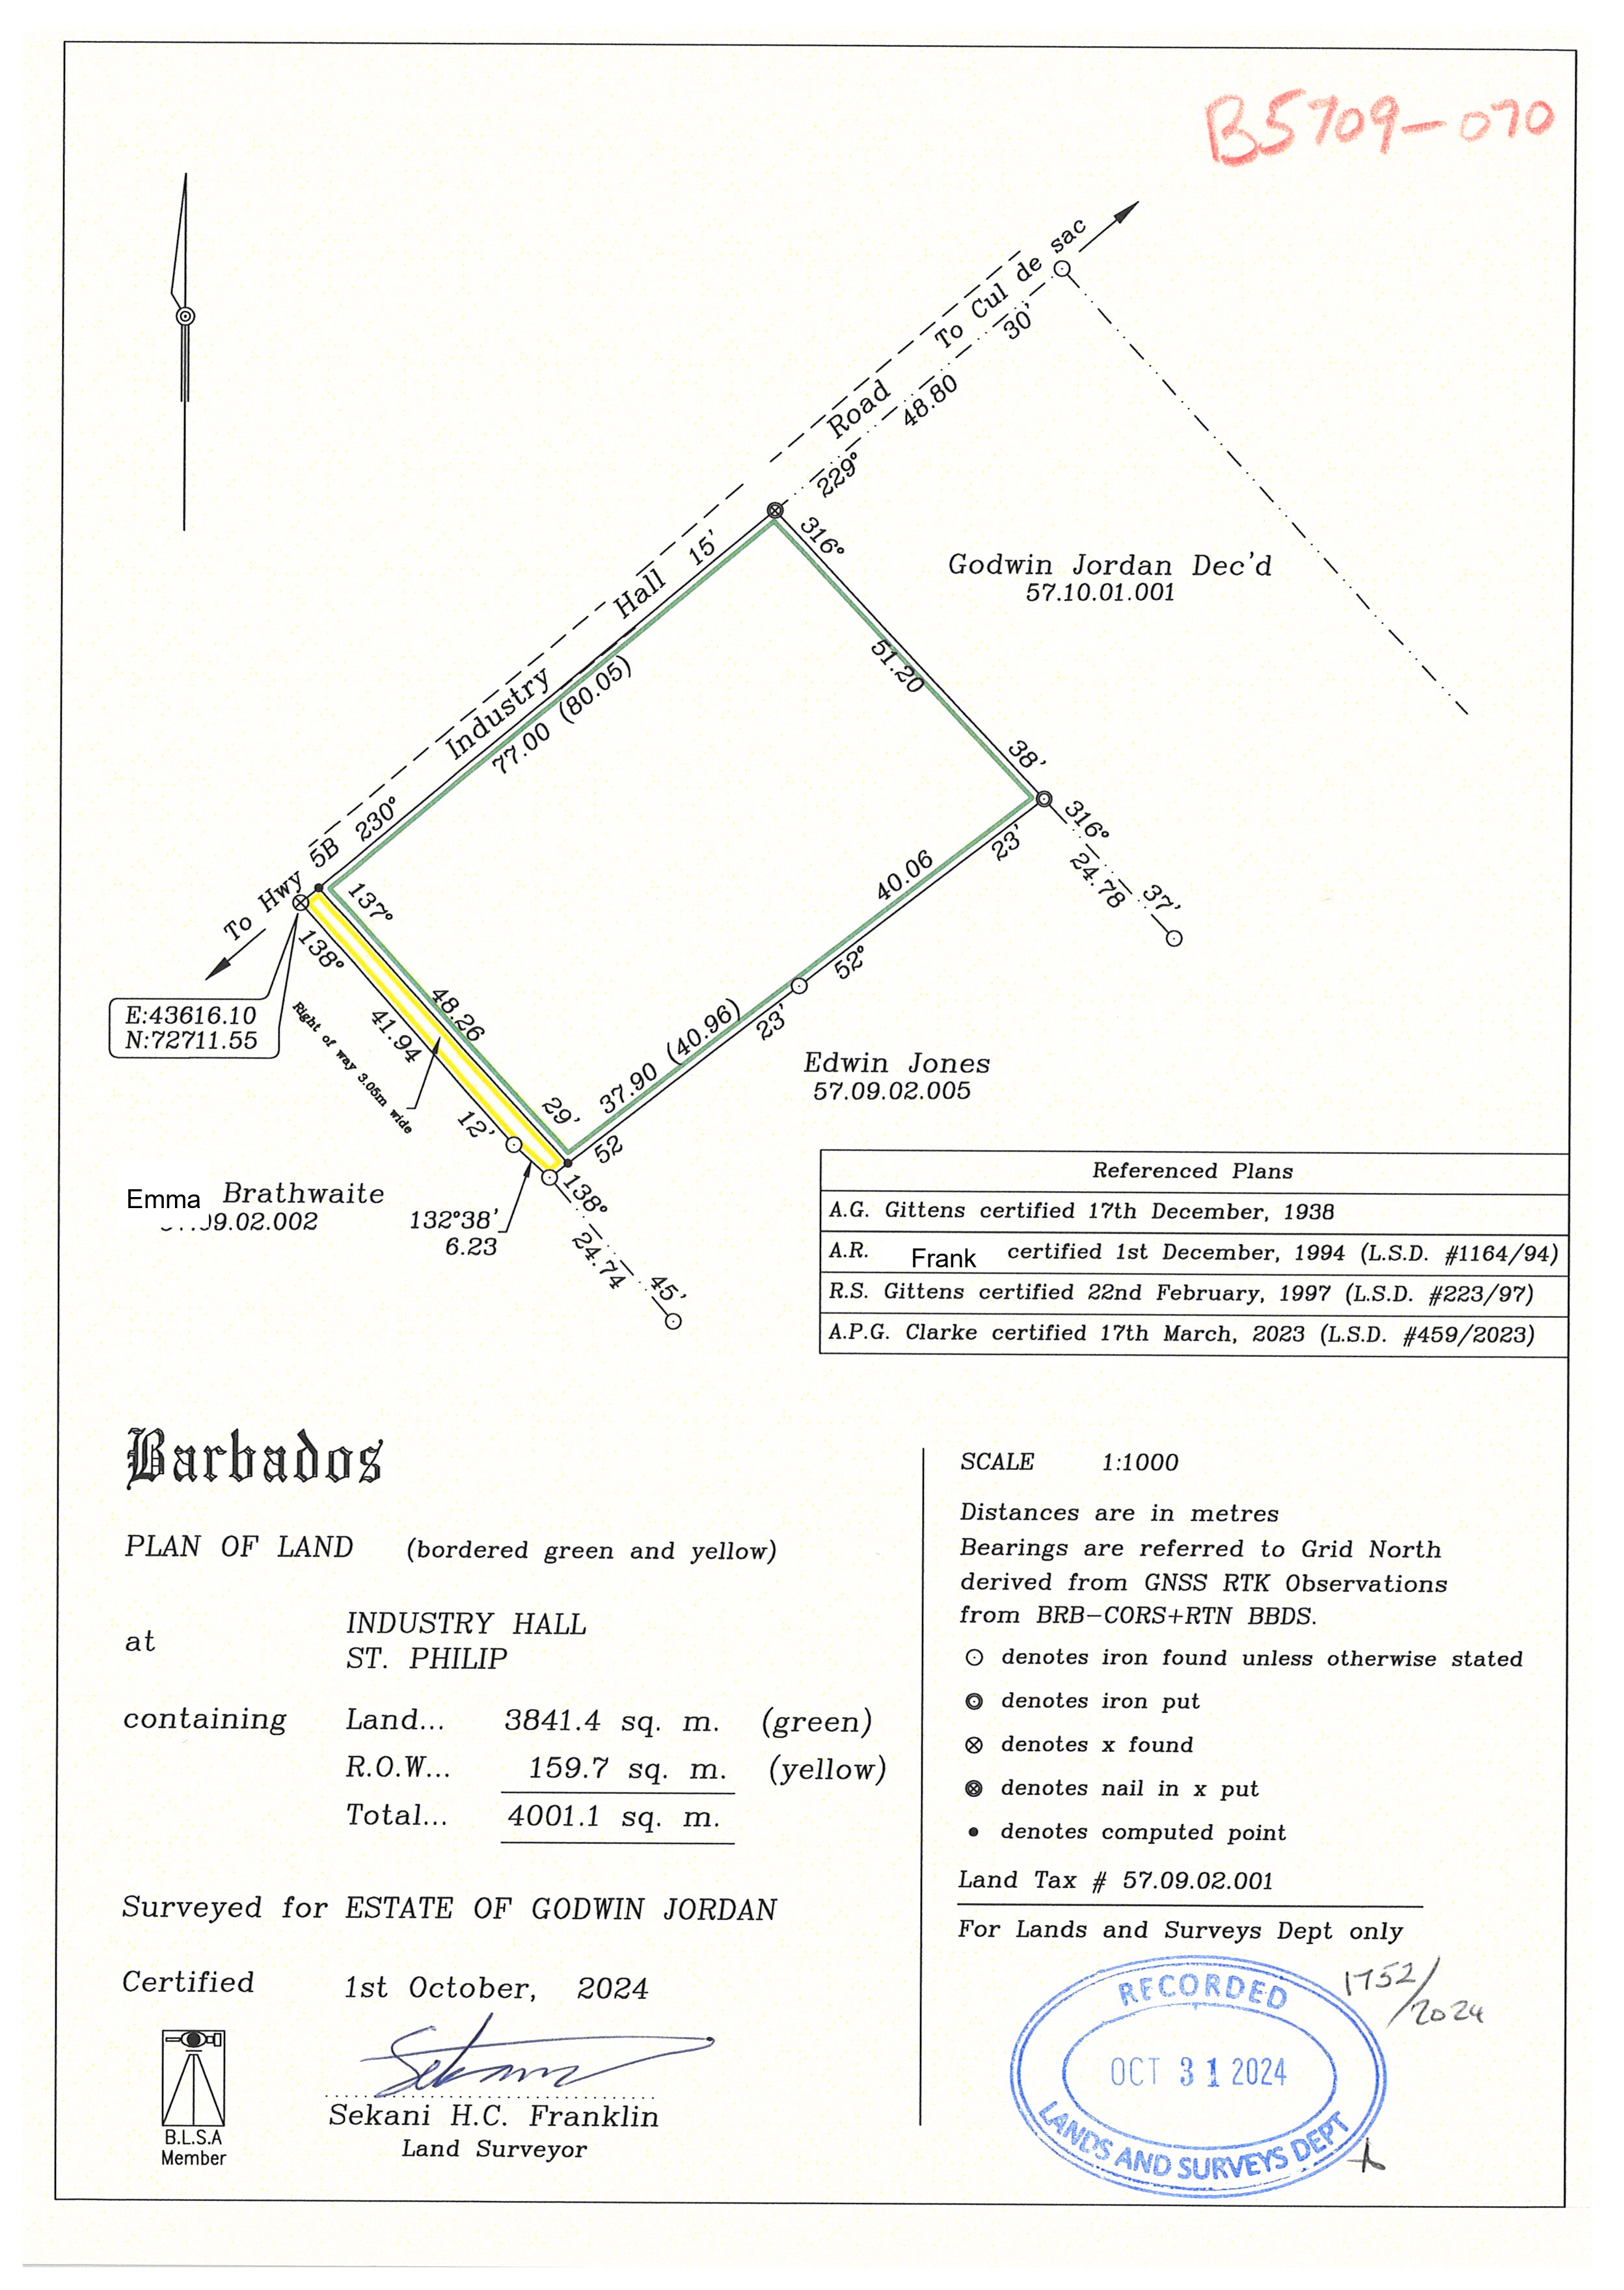 B5709-070
To Cul de sac
30'
Road
48.80
229°
316°
15'
Hall
Godwin Jordan Dec'd
57.10.01.001
51.20
Industry
77.00 (80.05)
38'
316°
23'
24.78
37'
230°
5B
To Hwy
137°
138°
40.06
52°
E:43616.10
N:72711.55
48.26
41.94
Right of way 3.05m wide
37.90 (40.96)
23'
Edwin Jones
57.09.02.005
29'
12'
52
138°
Emma Brathwaite
09.02.002
132°38'
6.23
24.74
45'
Referenced Plans
A.G. Gittens certified 17th December, 1938
A.R. Frank certified 1st December, 1994 (L.S.D. #1164/94)
R.S. Gittens certified 22nd February, 1997 (L.S.D. #223/97)
A.P.G. Clarke certified 17th March, 2023 (L.S.D. #459/2023)
Barbados
PLAN OF LAND (bordered green and yellow)
at
INDUSTRY HALL
ST. PHILIP
containing Land... 3841.4 sq. m. (green)
R.O.W... 159.7 sq. m. (yellow)
Total... 4001.1 sq. m.
Surveyed for ESTATE OF GODWIN JORDAN
Certified 1st October, 2024
Sekani H.C. Franklin
Land Surveyor
B.L.S.A
Member
SCALE 1:1000
Distances are in metres
Bearings are referred to Grid North
derived from GNSS RTK Observations
from BRB-CORS+RTN BBDS.
denotes iron found unless otherwise stated
denotes iron put
denotes x found
denotes nail in x put
denotes computed point
Land Tax # 57.09.02.001
For Lands and Surveys Dept only
1752/
2024
RECORDED
OCT 31 2024
LANDS AND SURVEYS DEPT